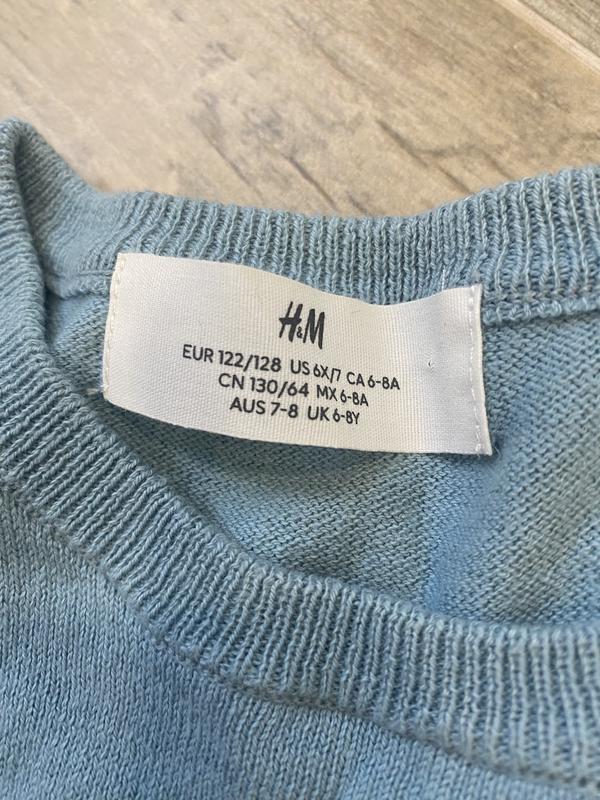 H&M
EUR 122/128 US 6X/7 CA 6-8A
CN 130/64 MX 6-8A
AUS 7-8 UK 6-8Y